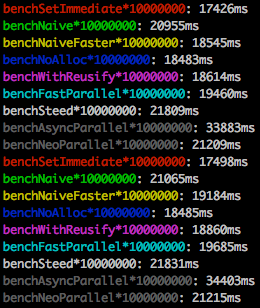 benchSetImmediate*10000000: 17426ms
benchNaive*10000000: 20955ms
benchNaiveFaster*10000000: 18545ms
benchNoAlloc*10000000: 18483ms
benchWithReusify*10000000: 18614ms
benchFastParallel*10000000: 19460ms
benchSteed*10000000: 21809ms
benchAsyncParallel*10000000: 33883ms
benchNeoParallel*10000000: 21209ms
benchSetImmediate*10000000: 17498ms
benchNaive*10000000: 21065ms
benchNaiveFaster*10000000: 19184ms
benchNoAlloc*10000000: 18485ms
benchWithReusify*10000000: 18860ms
benchFastParallel*10000000: 19685ms
benchSteed*10000000: 21831ms
benchAsyncParallel*10000000: 34403ms
benchNeoParallel*10000000: 21215ms